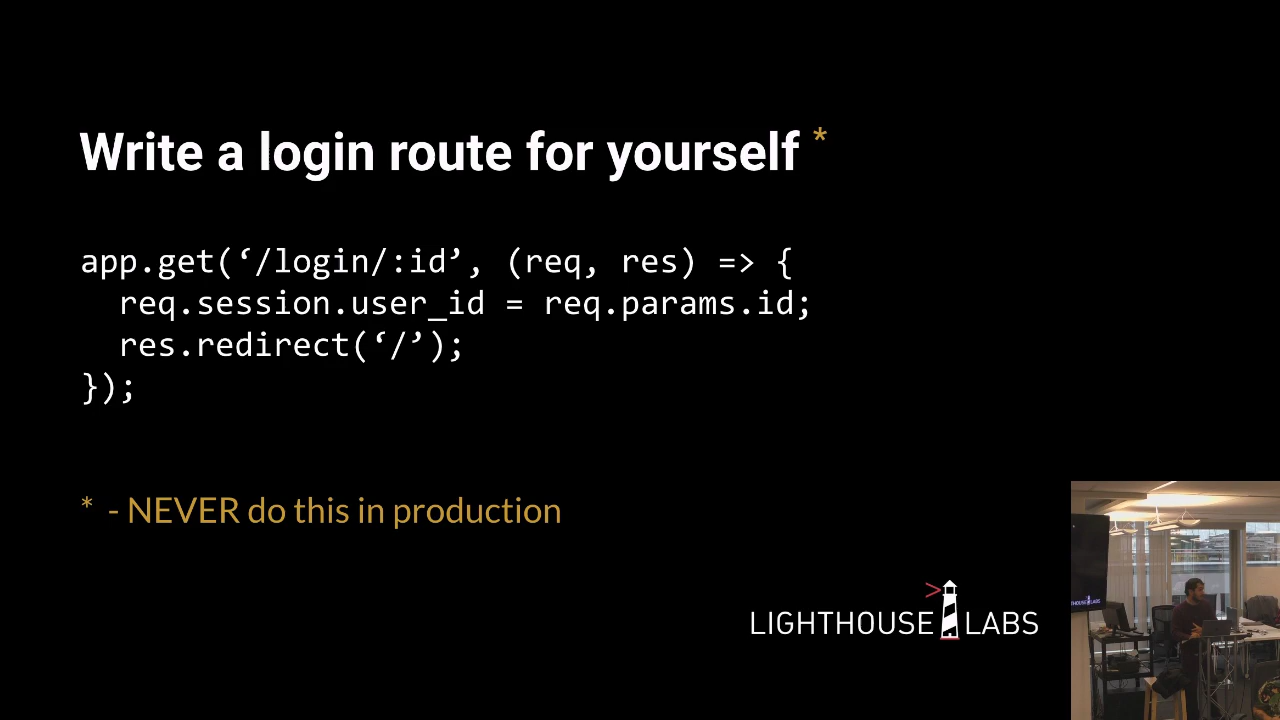 Write a login route for yourself *
app.get(‘/login/:id’, (req, res) => {
  req.session.user_id = req.params.id;
  res.redirect(‘/’);
});
* - NEVER do this in production
LIGHTHOUSE LABS